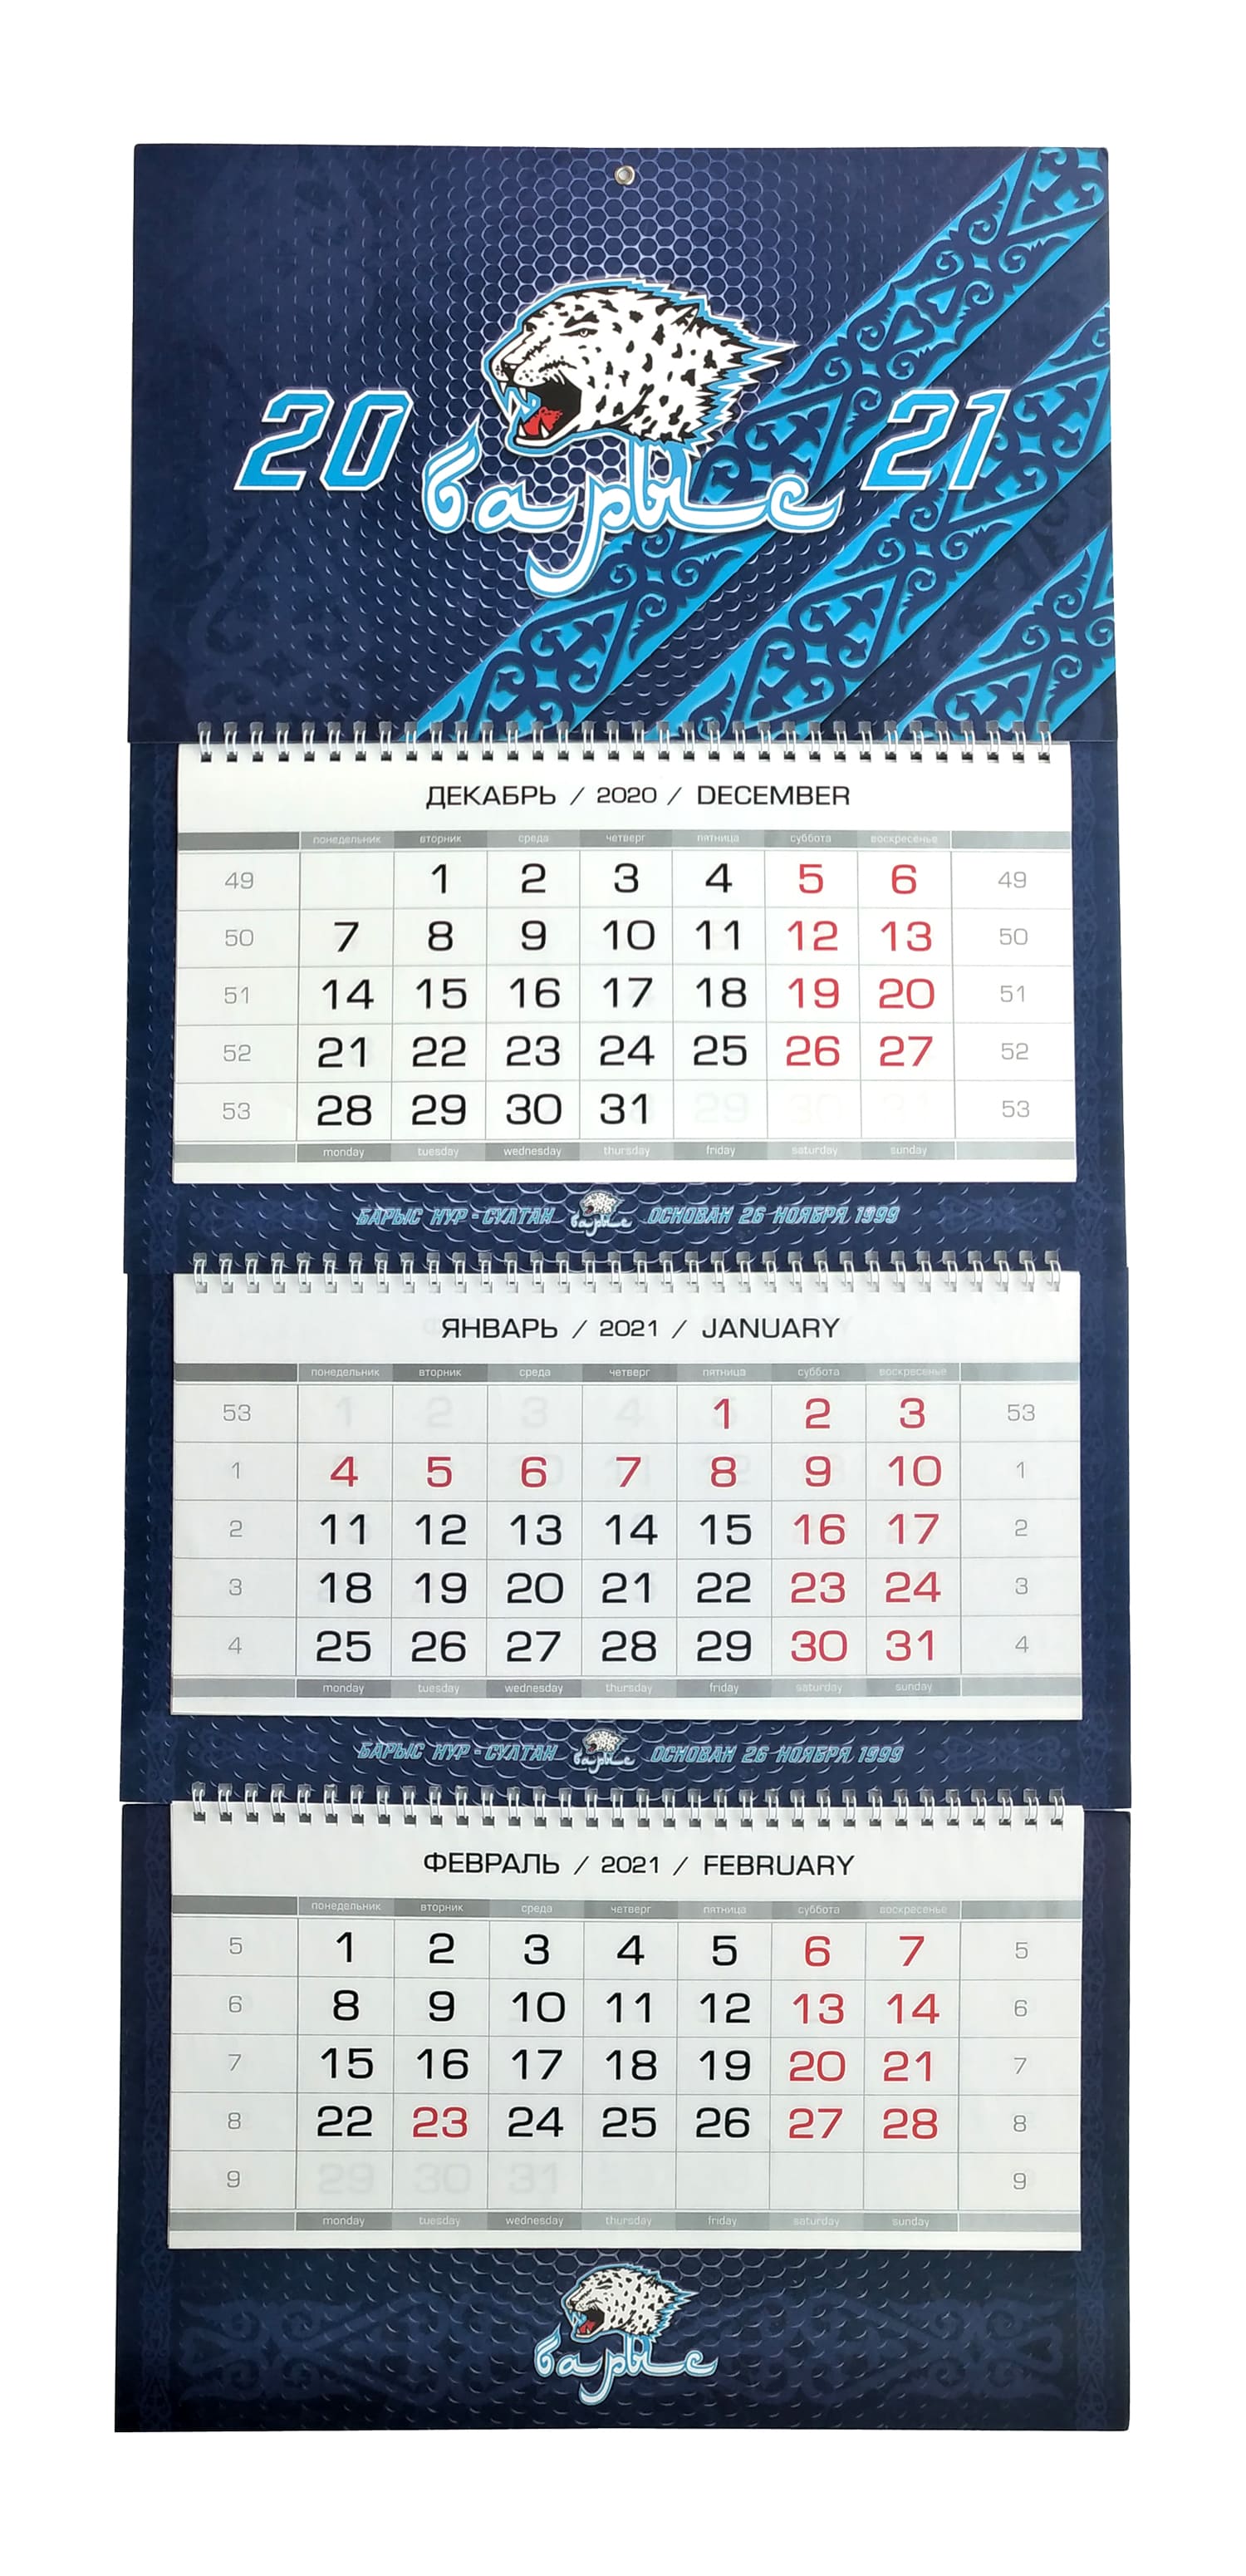 20 барыс 21
ДЕКАБРЬ / 2020 / DECEMBER
понедельник вторник среда четверг пятница суббота воскресенье
49 1 2 3 4 5 6 49
50 7 8 9 10 11 12 13 50
51 14 15 16 17 18 19 20 51
52 21 22 23 24 25 26 27 52
53 28 29 30 31 53
monday tuesday wednesday thursday friday saturday sunday
БАРЫС НУР-СУЛТАН барыс ОСНОВАН 26 НОЯБРЯ 1999
ЯНВАРЬ / 2021 / JANUARY
понедельник вторник среда четверг пятница суббота воскресенье
53 1 2 3 53
1 4 5 6 7 8 9 10 1
2 11 12 13 14 15 16 17 2
3 18 19 20 21 22 23 24 3
4 25 26 27 28 29 30 31 4
monday tuesday wednesday thursday friday saturday sunday
БАРЫС НУР-СУЛТАН барыс ОСНОВАН 26 НОЯБРЯ 1999
ФЕВРАЛЬ / 2021 / FEBRUARY
понедельник вторник среда четверг пятница суббота воскресенье
5 1 2 3 4 5 6 7 5
6 8 9 10 11 12 13 14 6
7 15 16 17 18 19 20 21 7
8 22 23 24 25 26 27 28 8
9 9
monday tuesday wednesday thursday friday saturday sunday
барыс